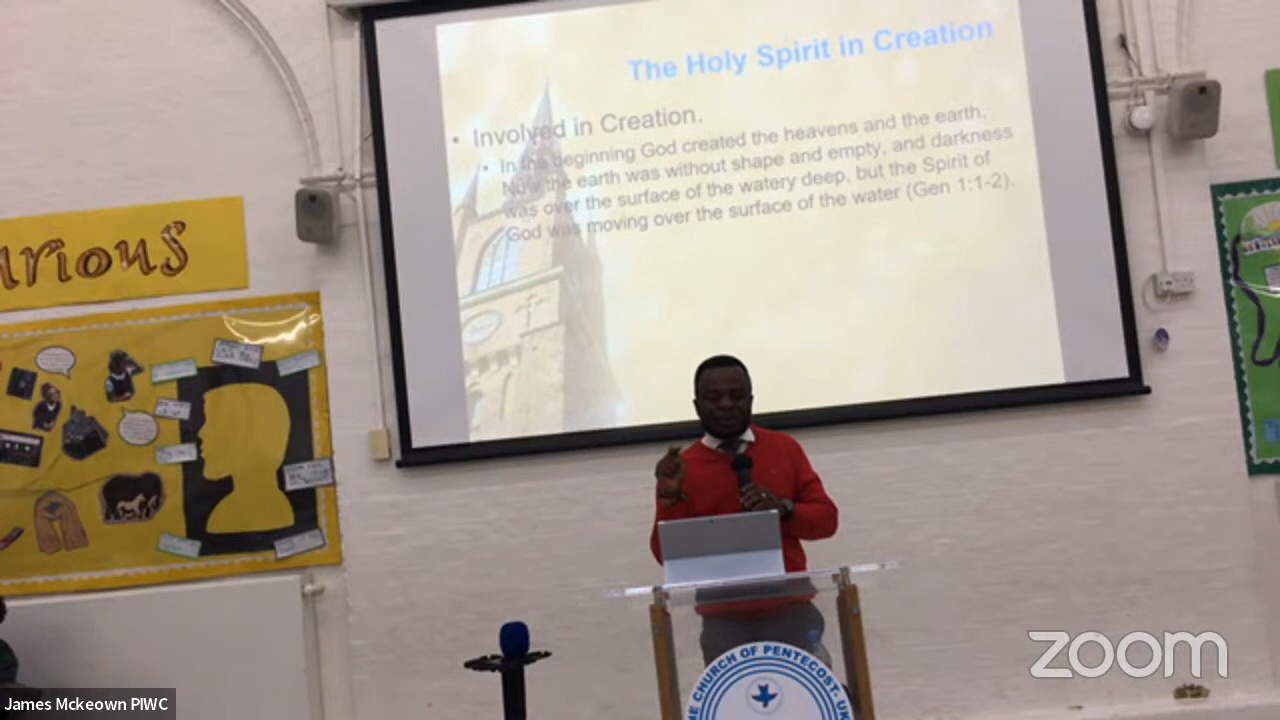 The Holy Spirit in Creation
• Involved in Creation.
• In the beginning God created the heavens and the earth.
Now the earth was without shape and empty, and darkness
was over the surface of the watery deep, but the Spirit of
God was moving over the surface of the water (Gen 1:1-2).
urious
THE CHURCH OF PENTECOST. UK
zoom
James Mckeown PIWC